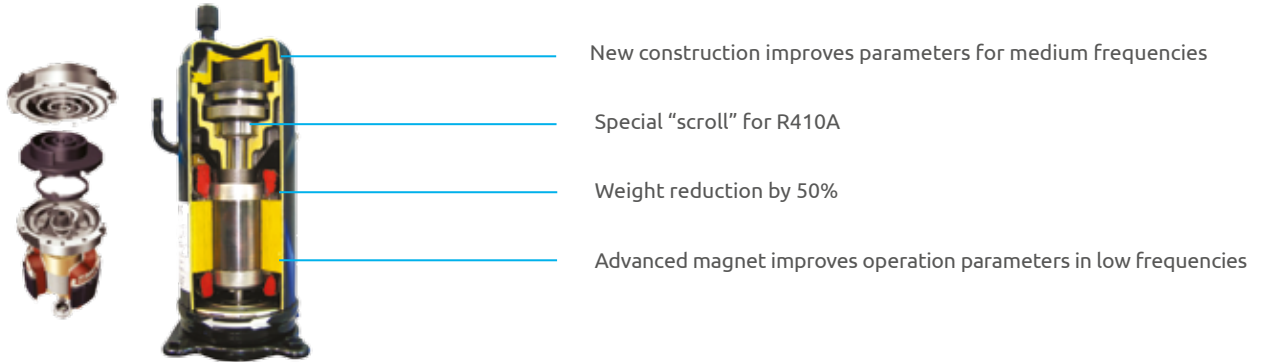 New construction improves parameters for medium frequencies
Special “scroll” for R410A
Weight reduction by 50%
Advanced magnet improves operation parameters in low frequencies